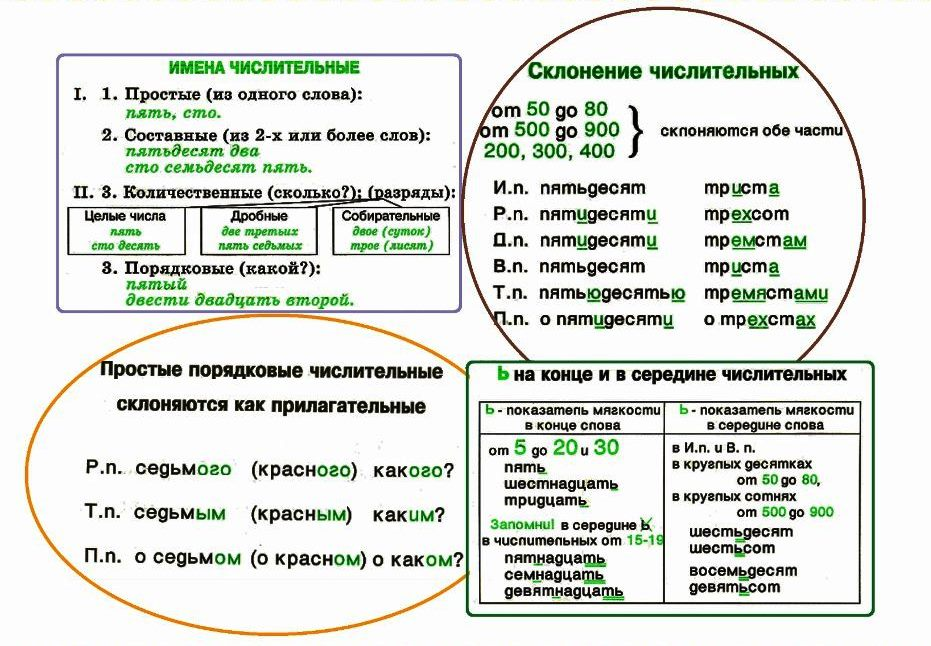 ИМЕНА ЧИСЛИТЕЛЬНЫЕ
I. 1. Простые (из одного слова):
пять, сто.
2. Составные (из 2-х или более слов):
пятьдесят два
сто семьдесят пять.
II. 3. Количественные (сколько?); (разряды):
Целые числа
пять
сто десять
Дробные
две третьих
пять седьмых
Собирательные
двое (суток)
трое (лисят)
3. Порядковые (какой?):
пятый
двести двадцать второй.
Склонение числительных
от 50 до 80
от 500 до 900
200, 300, 400
} склоняются обе части
И.п. пятьдесят триста
Р.п. пятидесяти трехсот
Д.п. пятидесяти тремстам
В.п. пятьдесят триста
Т.п. пятьюдесятью тремястами
П.п. о пятидесяти о трехстах
Простые порядковые числительные
склоняются как прилагательные
Р.п. седьмого (красного) какого?
Т.п. седьмым (красным) каким?
П.п. о седьмом (о красном) о каком?
Ь на конце и в середине числительных
Ь - показатель мягкости
в конце слова
от 5 до 20 и 30
пять
шестнадцать
тридцать
Запомни! в середине Ь
в числительных от 15-19
пятнадцать
семнадцать
девятнадцать
Ь - показатель мягкости
в середине слова
в И.п. и В. п.
в круглых десятках
от 50 до 80,
в круглых сотнях
от 500 до 900
шестьдесят
шестьсот
восемьдесят
девятьсот